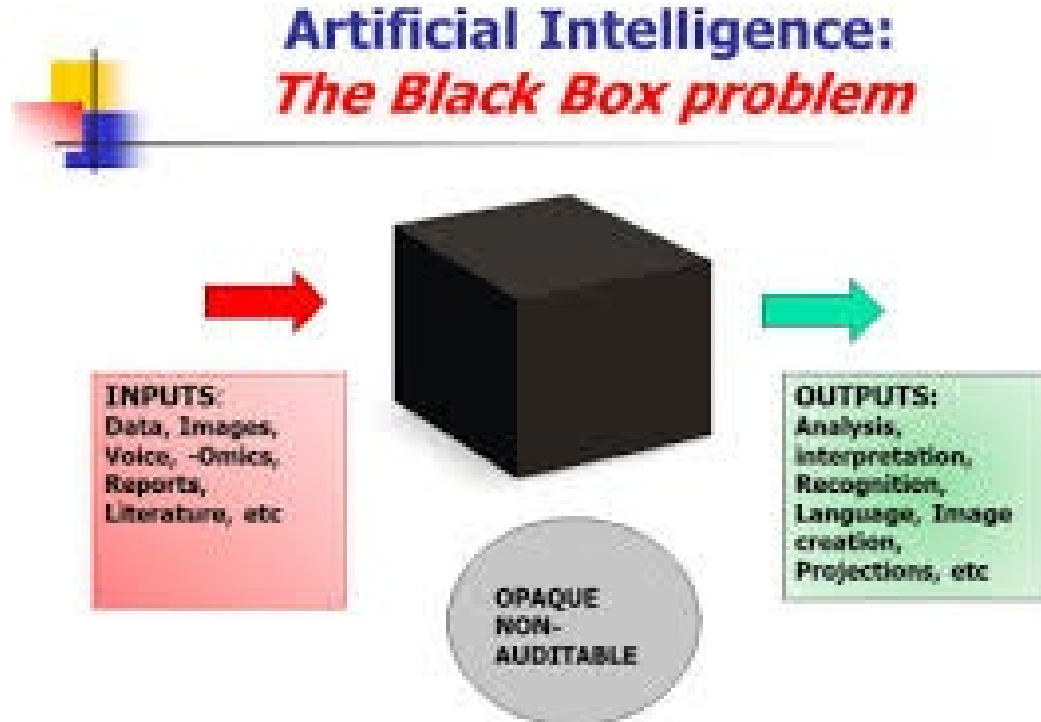 Artificial Intelligence:
The Black Box problem
INPUTS:
Data, Images,
Voice, -Omics,
Reports,
Literature, etc
OUTPUTS:
Analysis,
interpretation,
Recognition,
Language, Image
creation,
Projections, etc
OPAQUE
NON-
AUDITABLE